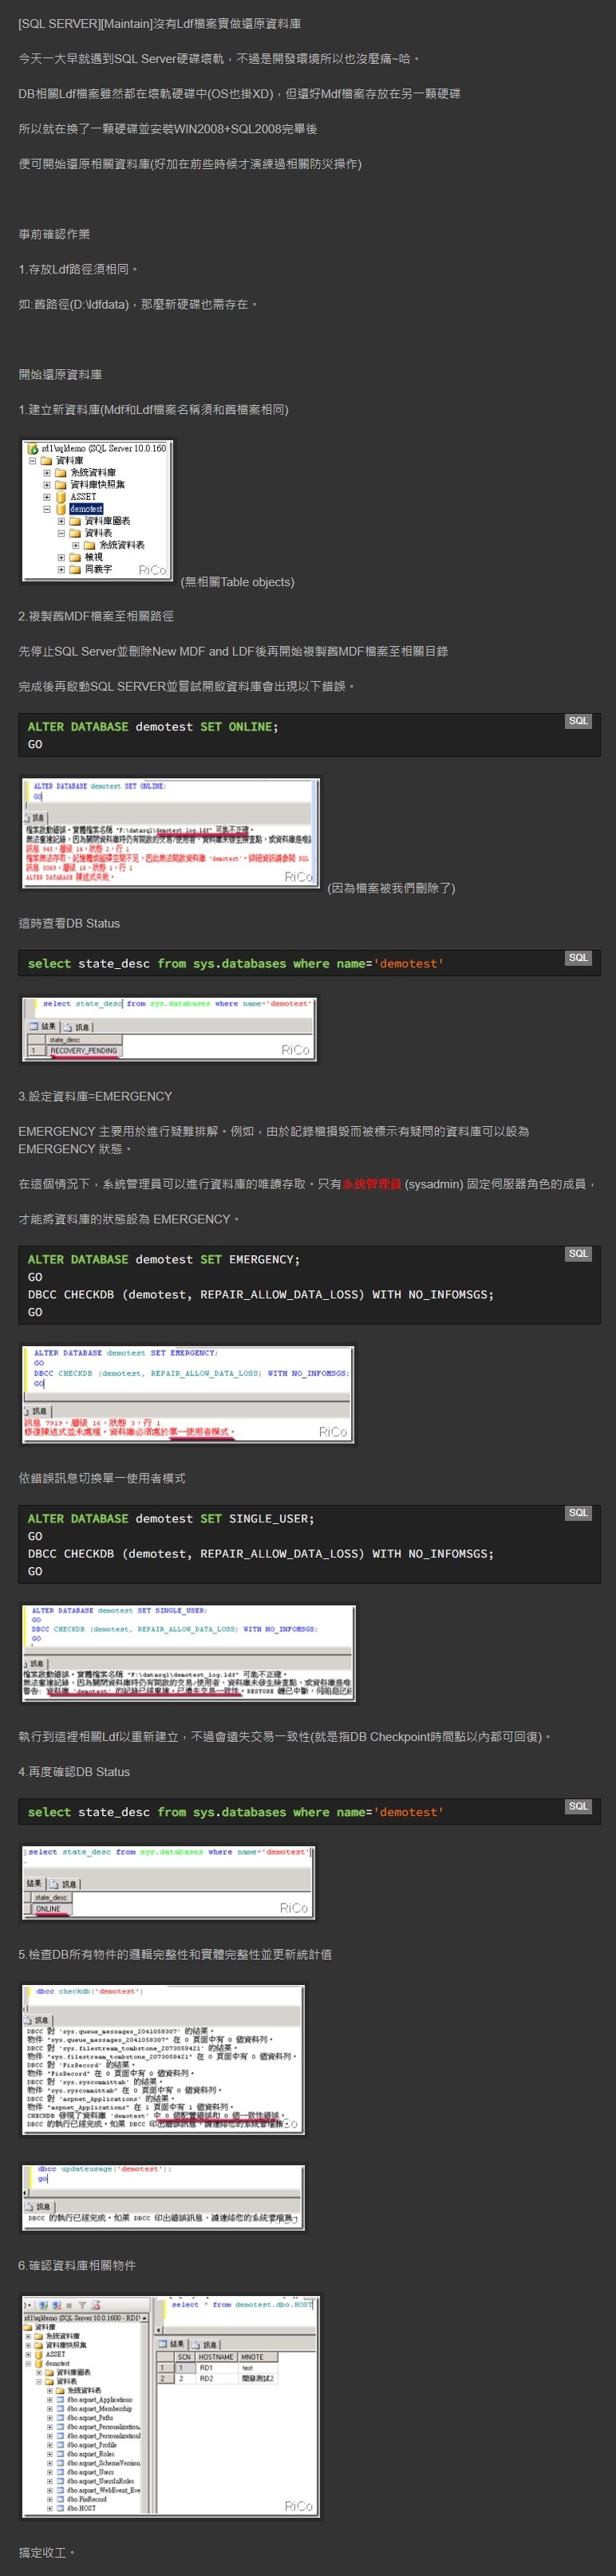 [SQL SERVER][Maintain]沒有Ldf檔案實做還原資料庫
今天一大早就遇到SQL Server硬碟壞軌，不過是開發環境所以也沒麼痛~哈。
DB相關Ldf檔案雖然都在壞軌硬碟中(OS也掛XD)，但還好Mdf檔案存放在另一顆硬碟
所以就在換了一顆硬碟並安裝WIN2008+SQL2008完畢後
便可開始還原相關資料庫(好加在前些時候才演練過相關防災操作)
事前確認作業
1.存放Ldf路徑須相同。
如:舊路徑(D:\ldfdata)，那麼新硬碟也需存在。
開始還原資料庫
1.建立新資料庫(Mdf和Ldf檔案名稱須和舊檔案相同)
rd1\sqldemo (SQL Server 10.0.160
資料庫
系統資料庫
資料庫快照集
ASSET
demotest
資料庫圖表
資料表
系統資料表
檢視
同義字
RiCo
(無相關Table objects)
2.複製舊MDF檔案至相關路徑
先停止SQL Server並刪除New MDF and LDF後再開始複製舊MDF檔案至相關目錄
完成後再啟動SQL SERVER並嘗試開啟資料庫會出現以下錯誤。
SQL
ALTER DATABASE demotest SET ONLINE;
GO
ALTER DATABASE demotest SET ONLINE;
GO
訊息
檔案啟動錯誤。實體檔案名稱 "F:\datasql\demotest_log.ldf" 可能不正確。
無法重建記錄，因為關閉資料庫時仍有開啟的交易/使用者、資料庫未發生檢查點，或資料庫是唯讀
訊息 945，層級 14，狀態 2，行 1
檔案無法存取、記憶體或磁碟空間不足，因此無法開啟資料庫 'demotest'。詳細資訊請參閱 SQL
訊息 5069，層級 16，狀態 1，行 1
ALTER DATABASE 陳述式失敗。
RiCo
(因為檔案被我們刪除了)
這時查看DB Status
SQL
select state_desc from sys.databases where name='demotest'
select state_desc from sys.databases where name='demotest'
結果 訊息
state_desc
1 RECOVERY_PENDING
RiCo
3.設定資料庫=EMERGENCY
EMERGENCY 主要用於進行疑難排解。例如，由於記錄檔損毀而被標示有疑問的資料庫可以設為
EMERGENCY 狀態。
在這個情況下，系統管理員可以進行資料庫的唯讀存取。只有系統管理員 (sysadmin) 固定伺服器角色的成員，
才能將資料庫的狀態設為 EMERGENCY。
SQL
ALTER DATABASE demotest SET EMERGENCY;
GO
DBCC CHECKDB (demotest, REPAIR_ALLOW_DATA_LOSS) WITH NO_INFOMSGS;
GO
ALTER DATABASE demotest SET EMERGENCY;
GO
DBCC CHECKDB (demotest, REPAIR_ALLOW_DATA_LOSS) WITH NO_INFOMSGS;
GO
訊息
訊息 7919，層級 16，狀態 3，行 1
修復陳述式並未處理。資料庫必須處於單一使用者模式。
RiCo
依錯誤訊息切換單一使用者模式
SQL
ALTER DATABASE demotest SET SINGLE_USER;
GO
DBCC CHECKDB (demotest, REPAIR_ALLOW_DATA_LOSS) WITH NO_INFOMSGS;
GO
ALTER DATABASE demotest SET SINGLE_USER;
GO
DBCC CHECKDB (demotest, REPAIR_ALLOW_DATA_LOSS) WITH NO_INFOMSGS;
GO
訊息
檔案啟動錯誤。實體檔案名稱 "F:\datasql\demotest_log.ldf" 可能不正確。
無法重建記錄，因為關閉資料庫時仍有開啟的交易/使用者、資料庫未發生檢查點，或資料庫是唯
警告: 資料庫 'demotest' 的記錄已經重建。已遺失交易一致性。RESTORE 鏈已中斷，伺服器已經
執行到這裡相關Ldf以重新建立，不過會遺失交易一致性(就是指DB Checkpoint時間點以內都可回復)。
4.再度確認DB Status
SQL
select state_desc from sys.databases where name='demotest'
select state_desc from sys.databases where name='demotest'
結果 訊息
state_desc
ONLINE
RiCo
5.檢查DB所有物件的邏輯完整性和實體完整性並更新統計值
dbcc checkdb('demotest')
訊息
DBCC 對 'sys.queue_messages_2041058307' 的結果。
物件 "sys.queue_messages_2041058307" 在 0 頁面中有 0 個資料列。
DBCC 對 'sys.filestream_tombstone_2073058421' 的結果。
物件 "sys.filestream_tombstone_2073058421" 在 0 頁面中有 0 個資料列。
DBCC 對 'FixRecord' 的結果。
物件 "FixRecord" 在 0 頁面中有 0 個資料列。
DBCC 對 'sys.syscommittab' 的結果。
物件 "sys.syscommittab" 在 0 頁面中有 0 個資料列。
DBCC 對 'aspnet_Applications' 的結果。
物件 "aspnet_Applications" 在 1 頁面中有 1 個資料列。
CHECKDB 發現了資料庫 'demotest' 中 0 個配置錯誤和 0 個一致性錯誤。
DBCC 的執行已經完成。如果 DBCC 印出錯誤訊息，請連絡您的系統管理員。
dbcc updateusage('demotest');
go
訊息
DBCC 的執行已經完成。如果 DBCC 印出錯誤訊息，請連絡您的系統管理員。
6.確認資料庫相關物件
rd1\sqldemo (SQL Server 10.0.1600 - RD1\
資料庫
系統資料庫
資料庫快照集
ASSET
demotest
資料庫圖表
資料表
系統資料表
dbo.aspnet_Applications
dbo.aspnet_Membership
dbo.aspnet_Paths
dbo.aspnet_Personalization
dbo.aspnet_Personalization
dbo.aspnet_Profile
dbo.aspnet_Roles
dbo.aspnet_SchemaVersion
dbo.aspnet_Users
dbo.aspnet_UsersInRoles
dbo.aspnet_WebEvent_Eve
dbo.FixRecord
dbo.HOST
select * from demotest.dbo.HOST
結果 訊息
SCN HOSTNAME MNOTE
1 1 RD1 test
2 2 RD2 開發測試2
RiCo
搞定收工。